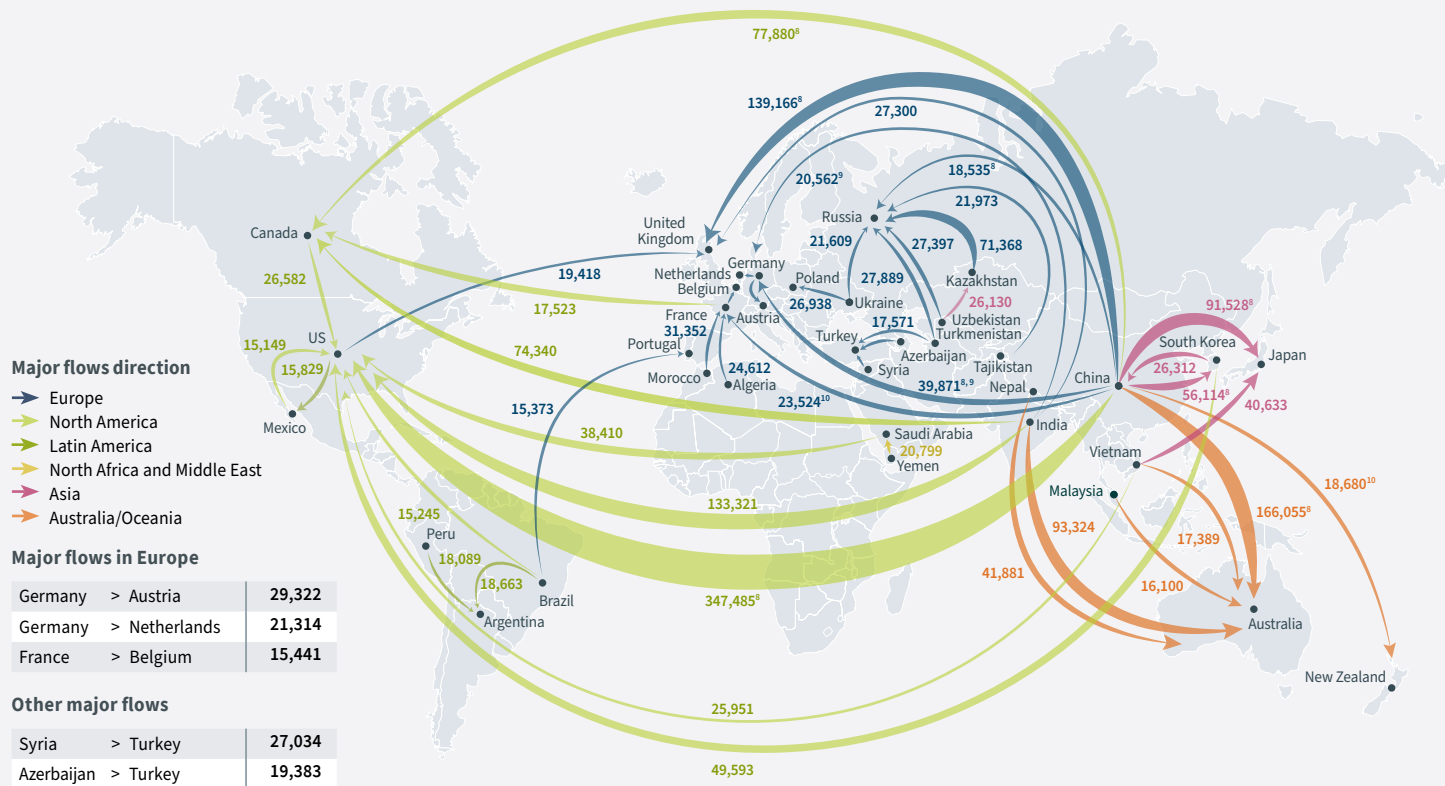 77,880⁸
139,166⁸
27,300
18,535⁸
20,562⁹
21,973
United
Kingdom
Russia
Canada
21,609
27,397
71,368
Germany
Netherlands
Belgium
Poland
Kazakhstan
26,582
19,418
27,889
26,938
Ukraine
26,130
91,528⁸
17,523
France
Austria
Uzbekistan
Turkmenistan
31,352
17,571
US
Turkey
Portugal
Azerbaijan
South Korea
Japan
15,149
15,829
74,340
Syria
Tajikistan
26,312
Morocco
24,612
Algeria
39,871⁸,⁹
Nepal
China
56,114⁸
40,633
15,373
23,524¹⁰
Mexico
India
38,410
Saudi Arabia
20,799
Yemen
Vietnam
Malaysia
18,680¹⁰
133,321
166,055⁸
15,245
93,324
Peru
17,389
18,089
18,663
41,881
16,100
347,485⁸
Brazil
Argentina
Australia
New Zealand
25,951
49,593
Major flows direction
Europe
North America
Latin America
North Africa and Middle East
Asia
Australia/Oceania
Major flows in Europe
Germany > Austria 29,322
Germany > Netherlands 21,314
France > Belgium 15,441
Other major flows
Syria > Turkey 27,034
Azerbaijan > Turkey 19,383